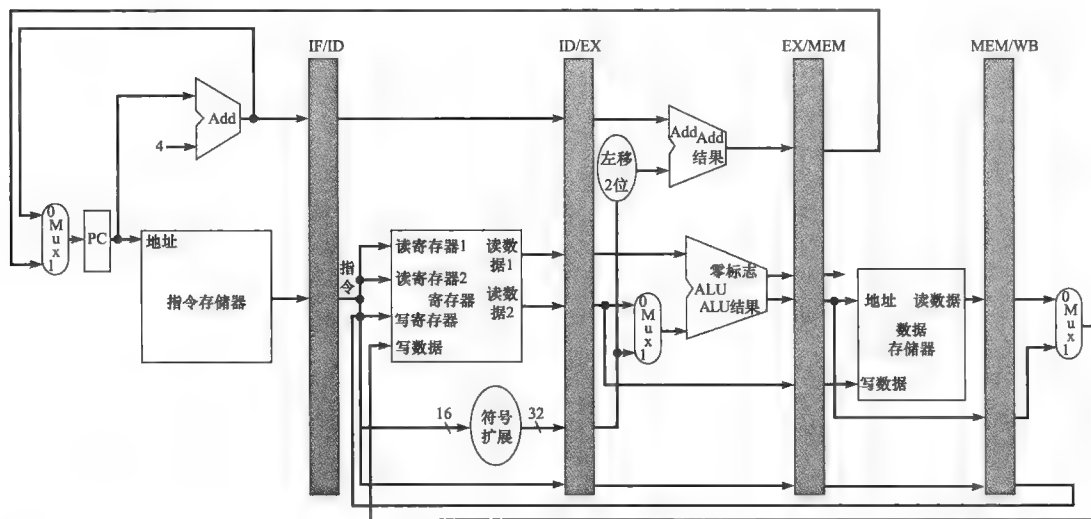 IF/ID
ID/EX
EX/MEM
MEM/WB
Add
4
Add Add
结果
左移
2位
0
M
u
x
1
PC
地址
指令存储器
指令
读寄存器1
读寄存器2
寄存器
写寄存器
写数据
读数
据1
读数
据2
0
M
u
x
1
零标志
ALU
ALU结果
地址
读数据
数据
存储器
写数据
0
M
u
x
1
16
符号
扩展
32